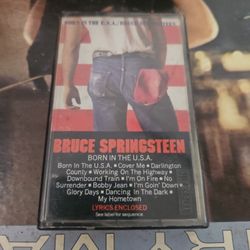 BORN IN THE U.S.A./BRUCE SPRINGSTEEN
BRUCE SPRINGSTEEN
BORN IN THE U.S.A.
Born In The U.S.A. ■ Cover Me ■ Darlington
County ■ Working On The Highway ■
Downbound Train ■ I'm On Fire ■ No
Surrender ■ Bobby Jean ■ I'm Goin' Down ■
Glory Days ■ Dancing In The Dark ■
My Hometown
LYRICS ENCLOSED
See label for sequence.